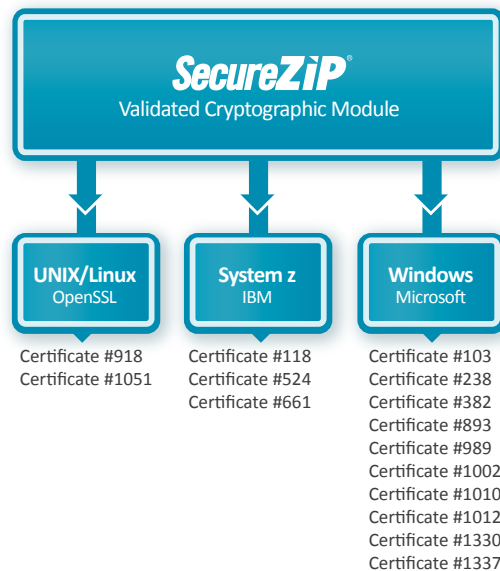 SecureZIP®
Validated Cryptographic Module
UNIX/Linux
OpenSSL
Certificate #918
Certificate #1051
System z
IBM
Certificate #118
Certificate #524
Certificate #661
Windows
Microsoft
Certificate #103
Certificate #238
Certificate #382
Certificate #893
Certificate #989
Certificate #1002
Certificate #1010
Certificate #1012
Certificate #1330
Certificate #1337